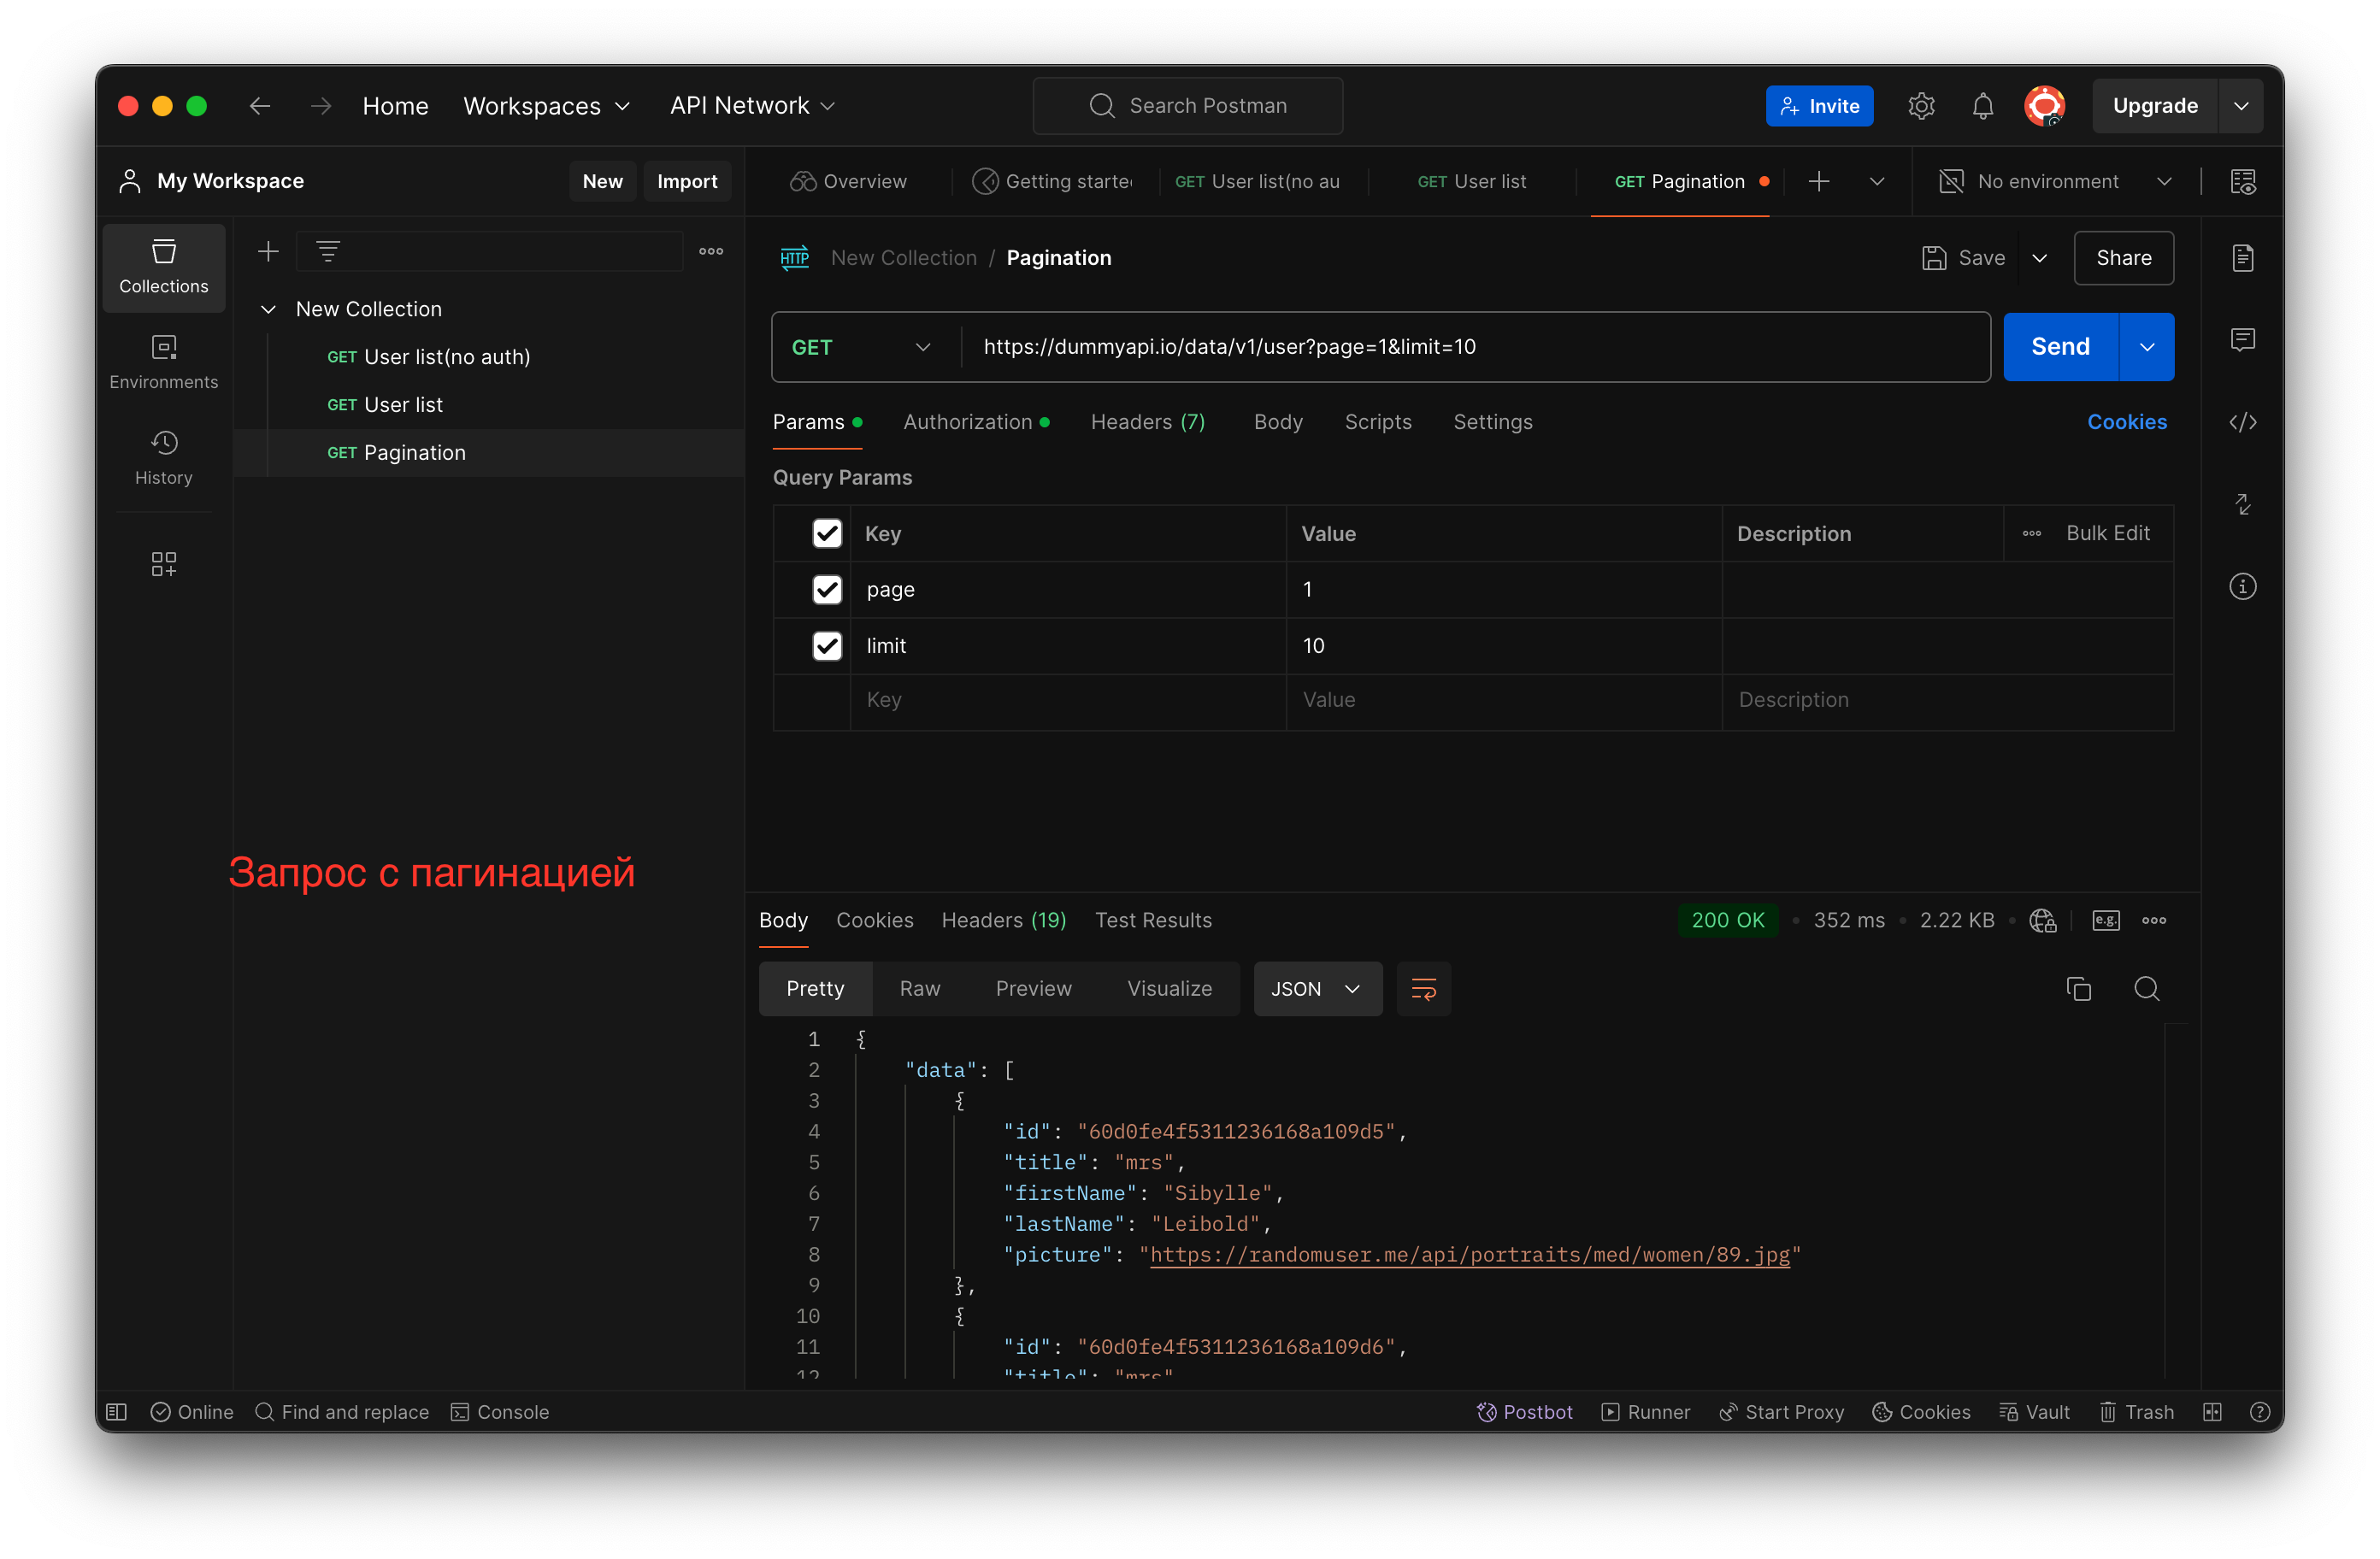 Home Workspaces API Network Search Postman Invite Upgrade
My Workspace New Import Overview Getting starte GET User list(no au GET User list GET Pagination No environment
Collections
Environments
History
New Collection
GET User list(no auth)
GET User list
GET Pagination
Запрос с пагинацией
HTTP New Collection / Pagination Save Share
GET https://dummyapi.io/data/v1/user?page=1&limit=10 Send
Params Authorization Headers (7) Body Scripts Settings Cookies
Query Params
Key Value Description Bulk Edit
page 1
limit 10
Key Value Description
Body Cookies Headers (19) Test Results 200 OK 352 ms 2.22 KB e.g.
Pretty Raw Preview Visualize JSON
1 {
2 "data": [
3 {
4 "id": "60d0fe4f5311236168a109d5",
5 "title": "mrs",
6 "firstName": "Sibylle",
7 "lastName": "Leibold",
8 "picture": "https://randomuser.me/api/portraits/med/women/89.jpg"
9 },
10 {
11 "id": "60d0fe4f5311236168a109d6",
12 "title": "mrs"
Online Find and replace Console Postbot Runner Start Proxy Cookies Vault Trash